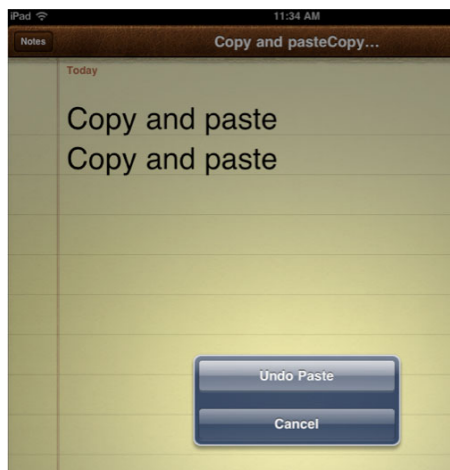 iPad 11:34 AM
Notes Copy and pasteCopy...
Today
Copy and paste
Copy and paste
Undo Paste
Cancel